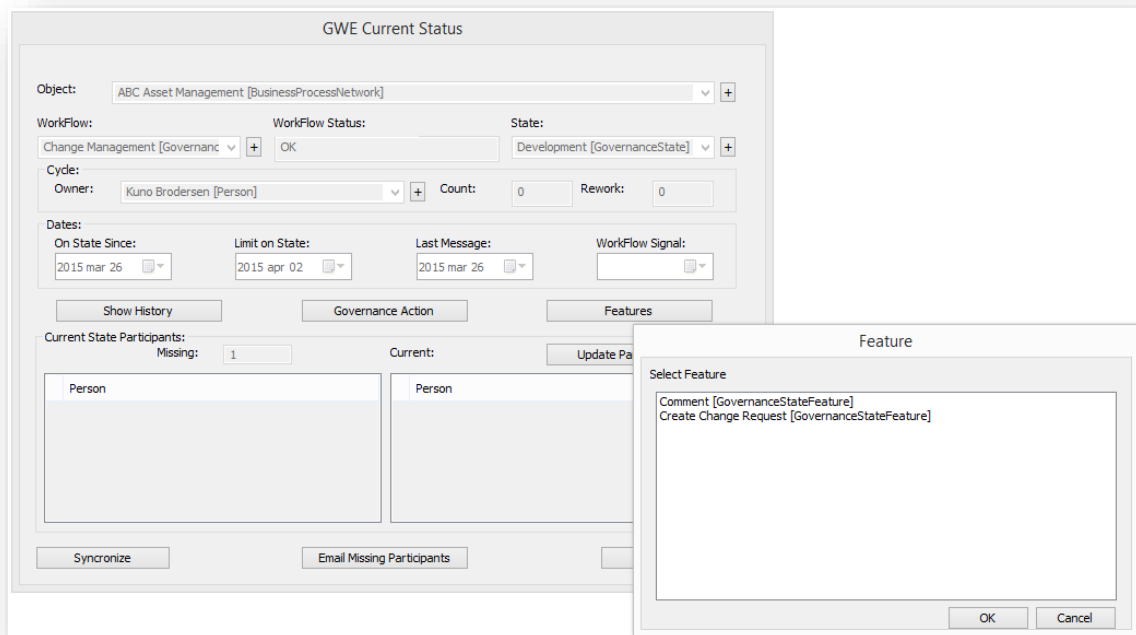 GWE Current Status
Object:
ABC Asset Management [BusinessProcessNetwork]
+
WorkFlow:
WorkFlow Status:
State:
Change Management [Governanc
+
OK
Development [GovernanceState]
+
Cycle:
Owner:
Kuno Brodersen [Person]
+
Count:
0
Rework:
0
Dates:
On State Since:
Limit on State:
Last Message:
WorkFlow Signal:
2015 mar 26
2015 apr 02
2015 mar 26
Show History
Governance Action
Features
Current State Participants:
Missing:
1
Current:
Update Pa
Person
Person
Syncronize
Email Missing Participants
Feature
Select Feature
Comment [GovernanceStateFeature]
Create Change Request [GovernanceStateFeature]
OK
Cancel